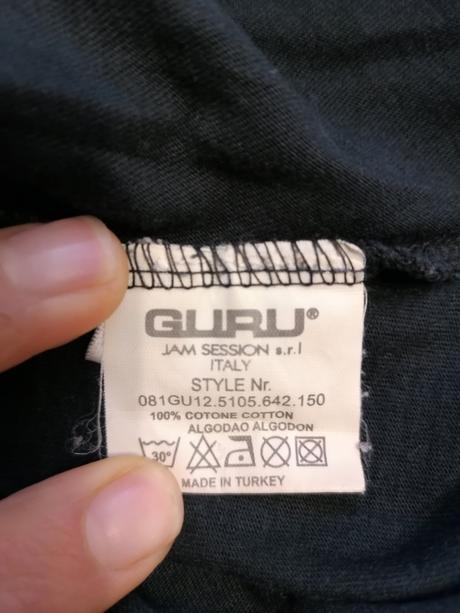 GURU®
JAM SESSION s.r.l
ITALY
STYLE Nr.
081GU12.5105.642.150
100% COTONE COTTON
ALGODAO ALGODON
30°
MADE IN TURKEY